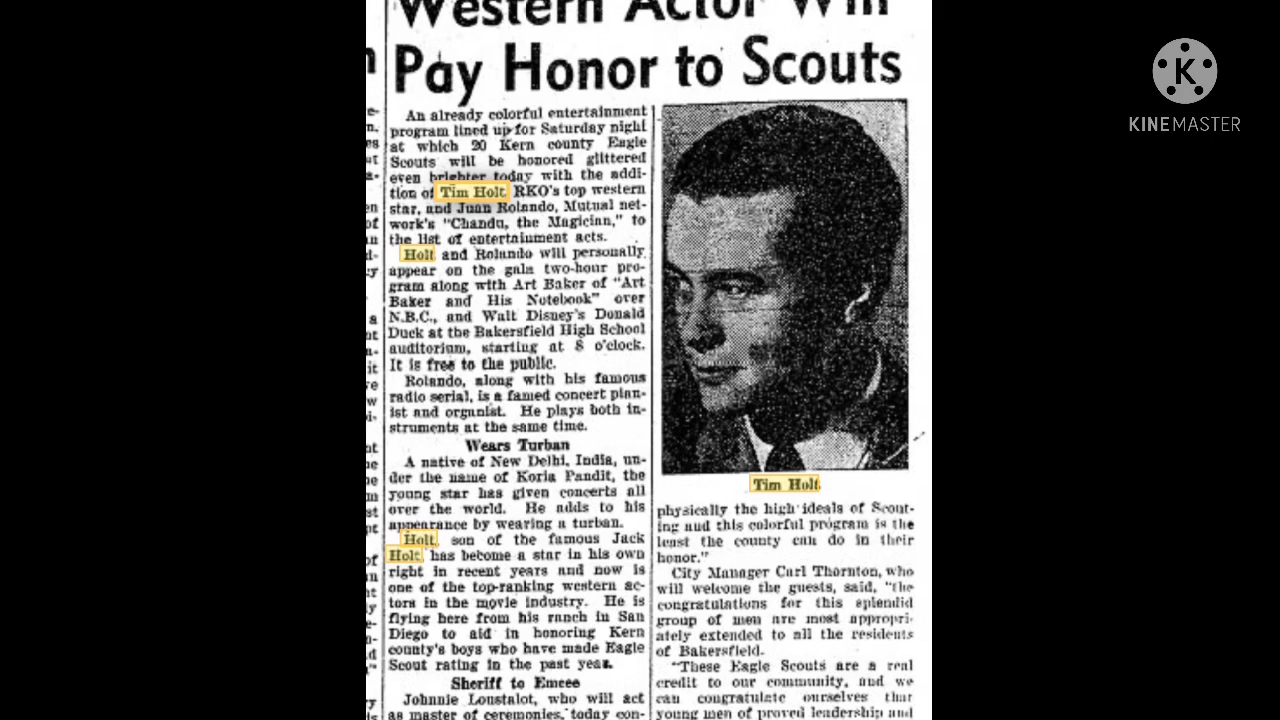 Western Actor Will
Pay Honor to Scouts
An already colorful entertainment
program lined up for Saturday night
at which 20 Kern county Eagle
Scouts will be honored glittered
even brighter today with the addi-
tion of Tim Holt, RKO's top western
star, and Juan Rolando, Mutual net-
work's "Chandu, the Magician," to
the list of entertainment acts.
Holt and Rolando will personally
appear on the gala two-hour pro-
gram along with Art Baker of "Art
Baker and His Notebook" over
N.B.C., and Walt Disney's Donald
Duck at the Bakersfield High School
auditorium, starting at 8 o'clock.
It is free to the public.
Rolando, along with his famous
radio serial, is a famed concert pian-
ist and organist. He plays both in-
struments at the same time.
Wears Turban
A native of New Delhi, India, un-
der the name of Korla Pandit, the
young star has given concerts all
over the world. He adds to his
appearance by wearing a turban.
Holt, son of the famous Jack
Holt, has become a star in his own
right in recent years and now is
one of the top-ranking western ac-
tors in the movie industry. He is
flying here from his ranch in San
Diego to aid in honoring Kern
county's boys who have made Eagle
Scout rating in the past year.
Sheriff to Emcee
Johnnie Loustalot, who will act
as master of ceremonies, today con-
Tim Holt
physically the high ideals of Scout-
ing and this colorful program is the
least the county can do in their
honor."
City Manager Carl Thornton, who
will welcome the guests, said, "the
congratulations for this splendid
group of men are most appropri-
ately extended to all the residents
of Bakersfield.
"These Eagle Scouts are a real
credit to our community, and we
can congratulate ourselves that
young men of proved leadership and
KINEMASTER